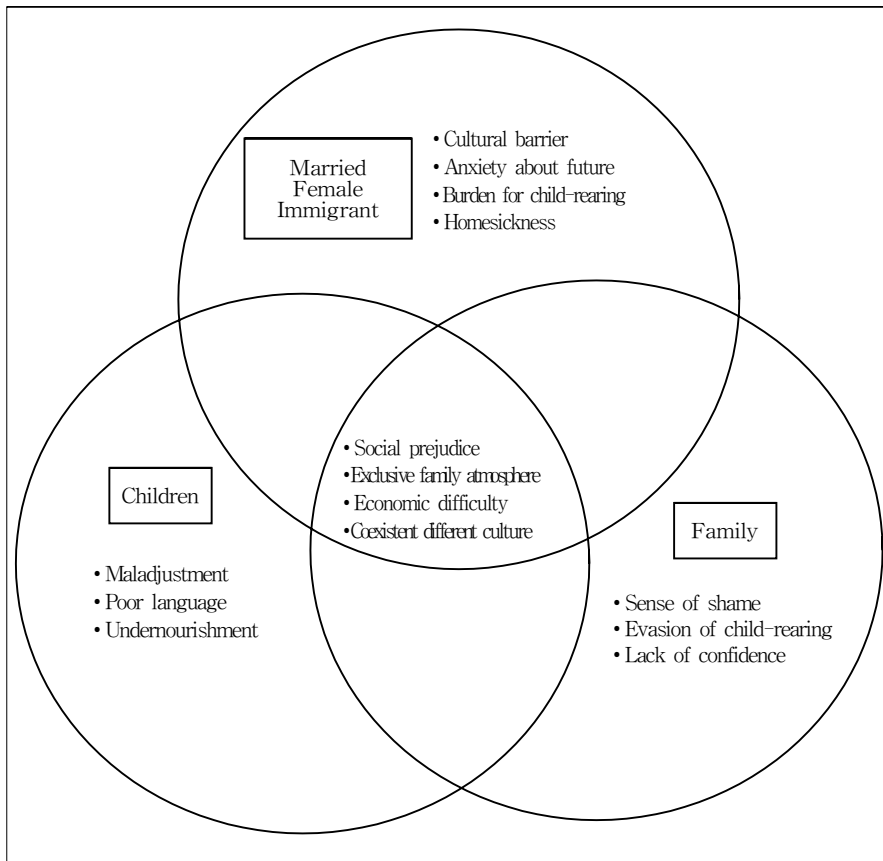 Married
Female
Immigrant
• Cultural barrier
• Anxiety about future
• Burden for child-rearing
• Homesickness
• Social prejudice
• Exclusive family atmosphere
• Economic difficulty
• Coexistent different culture
Children
• Maladjustment
• Poor language
• Undernourishment
Family
• Sense of shame
• Evasion of child-rearing
• Lack of confidence